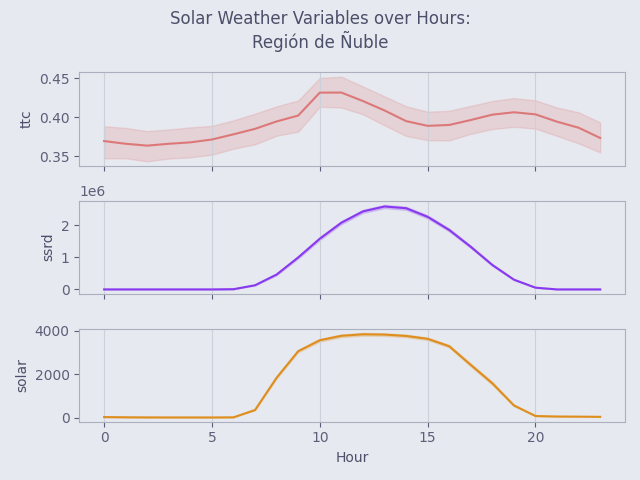 Solar Weather Variables over Hours:
Región de Ñuble
0.45
0.40
0.35
ttc
1e6
2
1
0
ssrd
4000
2000
0
solar
0 5 10 15 20
Hour